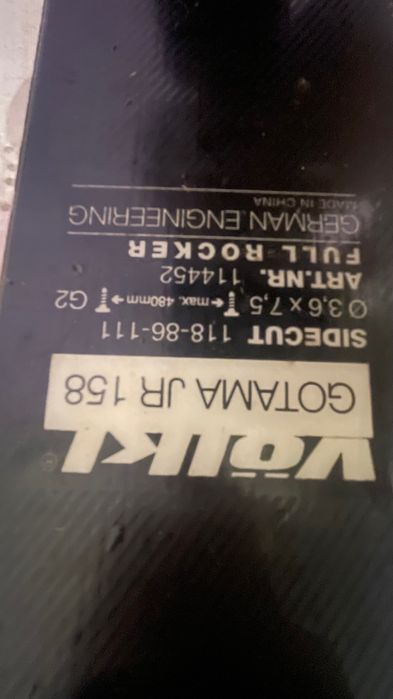 Völkl
GOTAMA JR 158
SIDECUT 118-86-111
Ø 3,6 x 7,5 ←max. 480mm→ G2
ART.NR. 114452
FULL ROCKER
GERMAN ENGINEERING
MADE IN CHINA